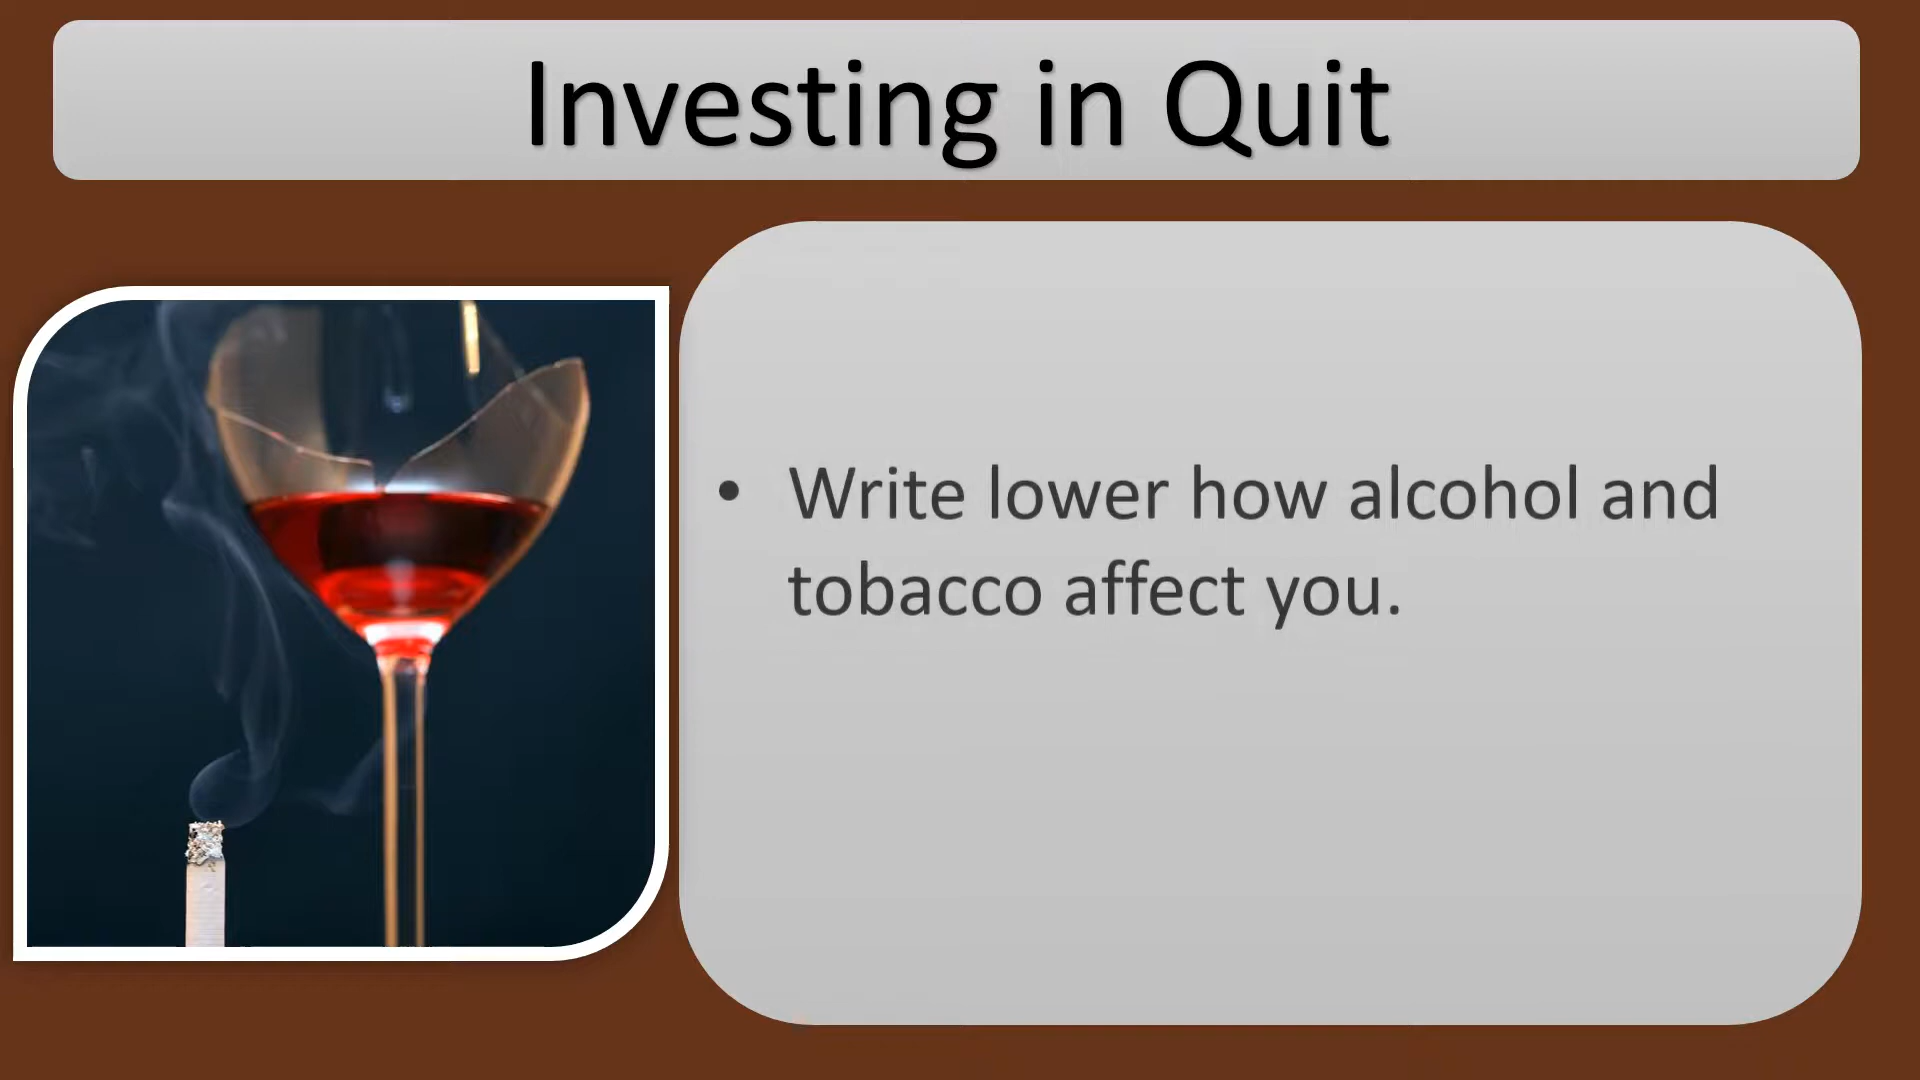 Investing in Quit
• Write lower how alcohol and
tobacco affect you.